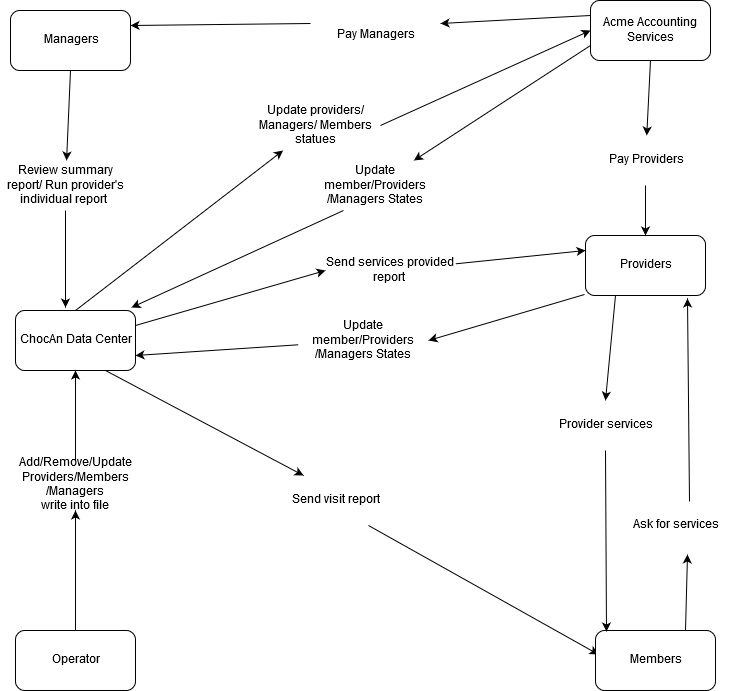 Managers
Pay Managers
Acme Accounting
Services
Update providers/
Managers/ Members
statues
Review summary
report/ Run provider's
individual report
Update
member/Providers
/Managers States
Pay Providers
Send services provided
report
Providers
ChocAn Data Center
Update
member/Providers
/Managers States
Provider services
Add/Remove/Update
Providers/Members
/Managers
write into file
Send visit report
Ask for services
Operator
Members